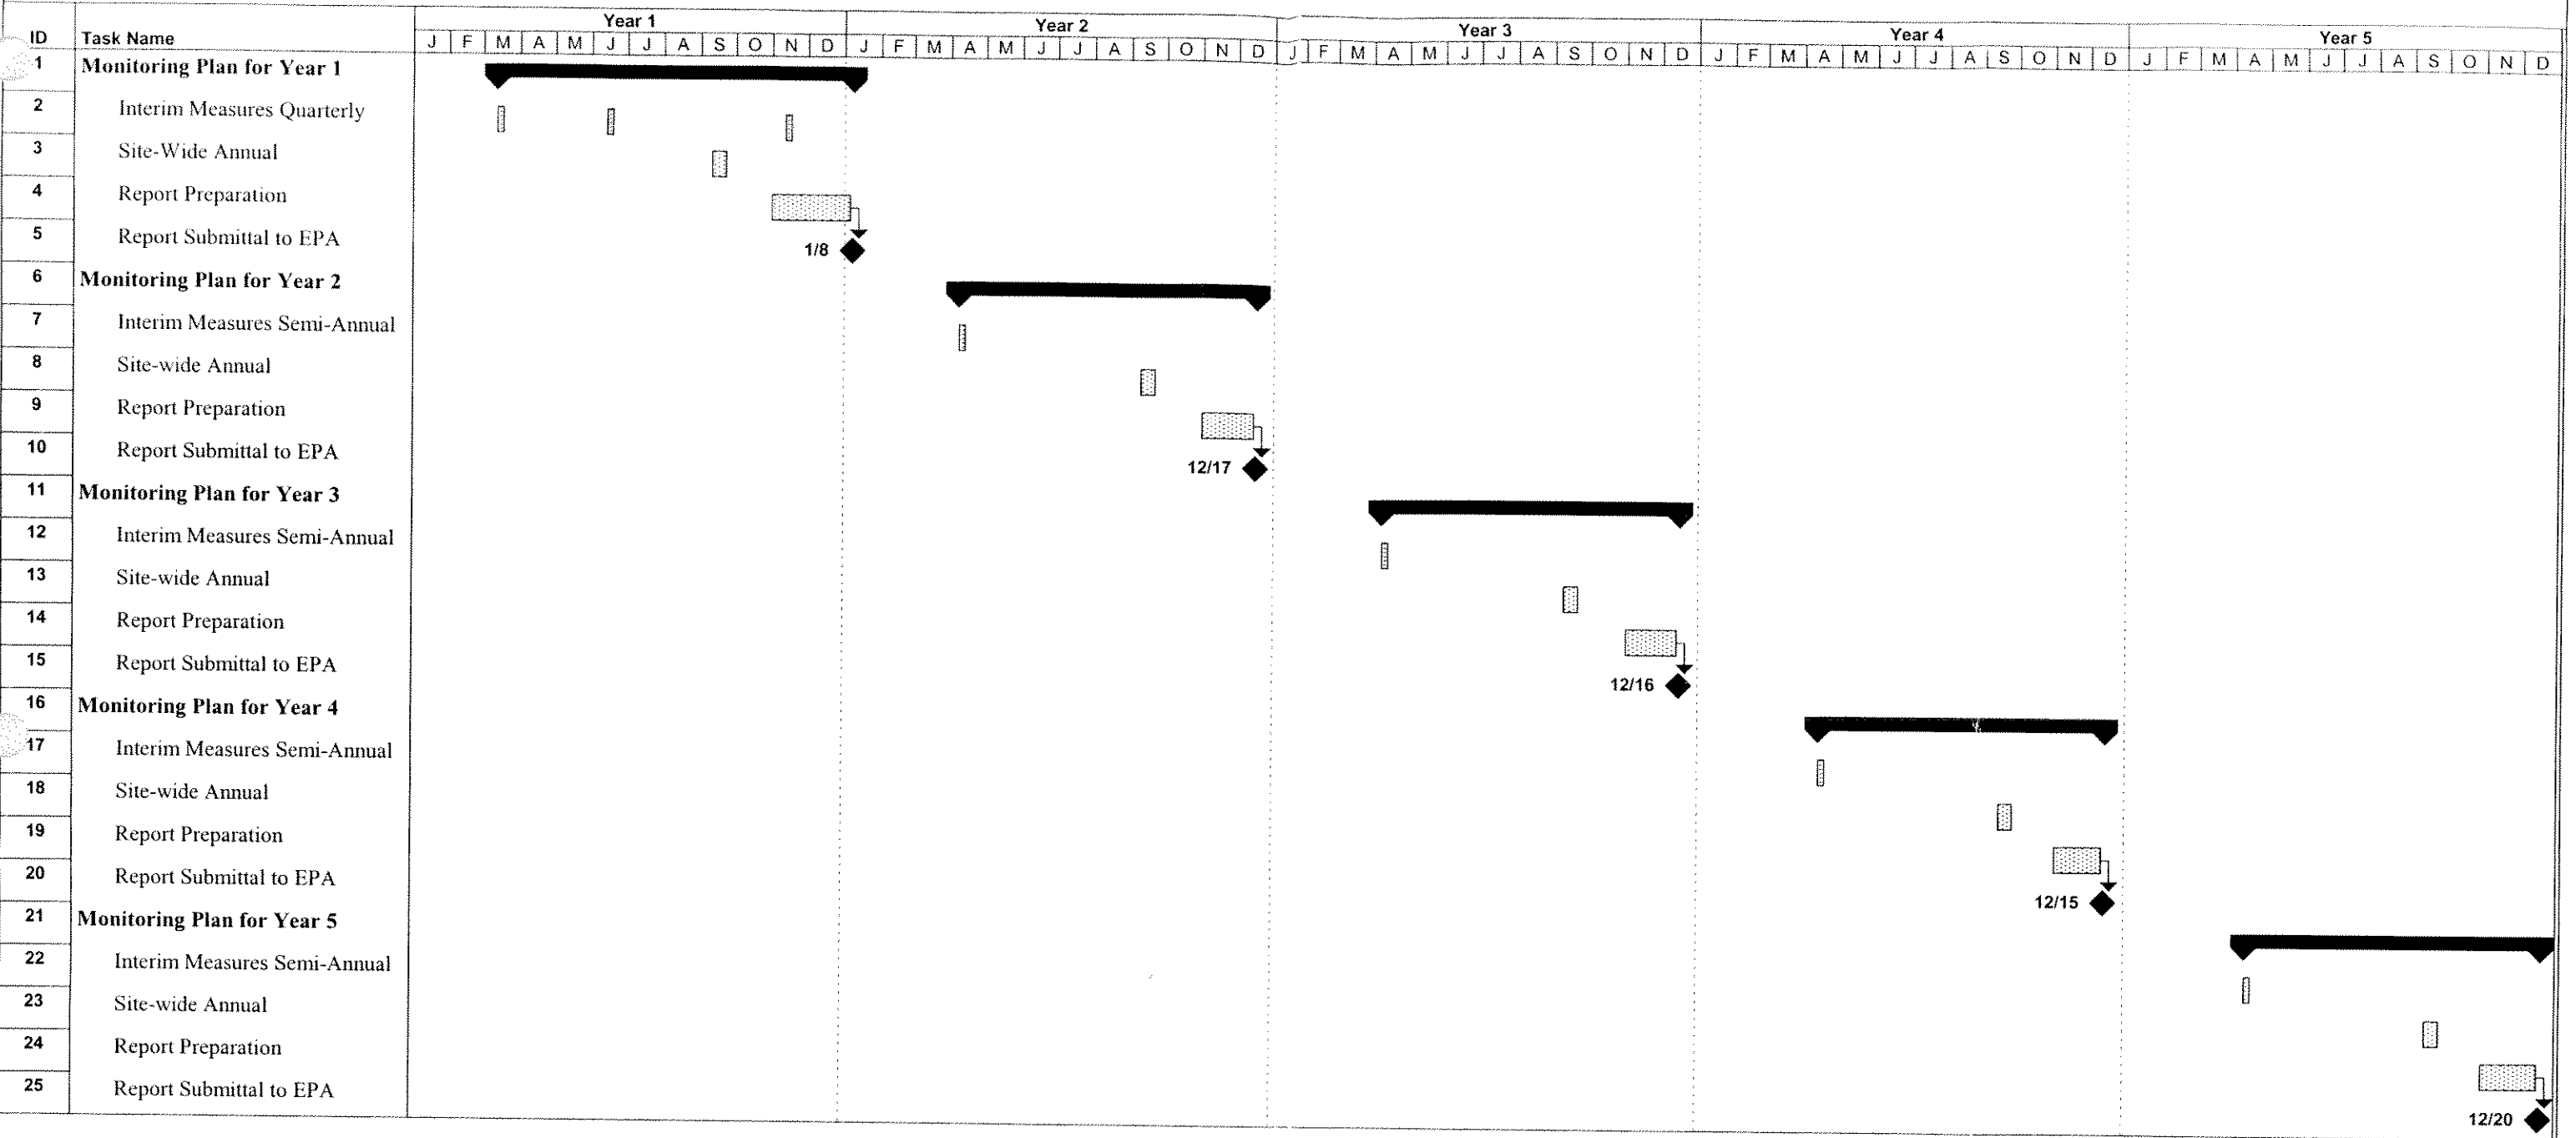 Year 1 Year 2 Year 3 Year 4 Year 5
ID Task Name J F M A M J J A S O N D J F M A M J J A S O N D J F M A M J J A S O N D J F M A M J J A S O N D J F M A M J J A S O N D
1 Monitoring Plan for Year 1
2 Interim Measures Quarterly
3 Site-Wide Annual
4 Report Preparation
5 Report Submittal to EPA 1/8
6 Monitoring Plan for Year 2
7 Interim Measures Semi-Annual
8 Site-wide Annual
9 Report Preparation
10 Report Submittal to EPA 12/17
11 Monitoring Plan for Year 3
12 Interim Measures Semi-Annual
13 Site-wide Annual
14 Report Preparation
15 Report Submittal to EPA 12/16
16 Monitoring Plan for Year 4
17 Interim Measures Semi-Annual
18 Site-wide Annual
19 Report Preparation
20 Report Submittal to EPA 12/15
21 Monitoring Plan for Year 5
22 Interim Measures Semi-Annual
23 Site-wide Annual
24 Report Preparation
25 Report Submittal to EPA 12/20